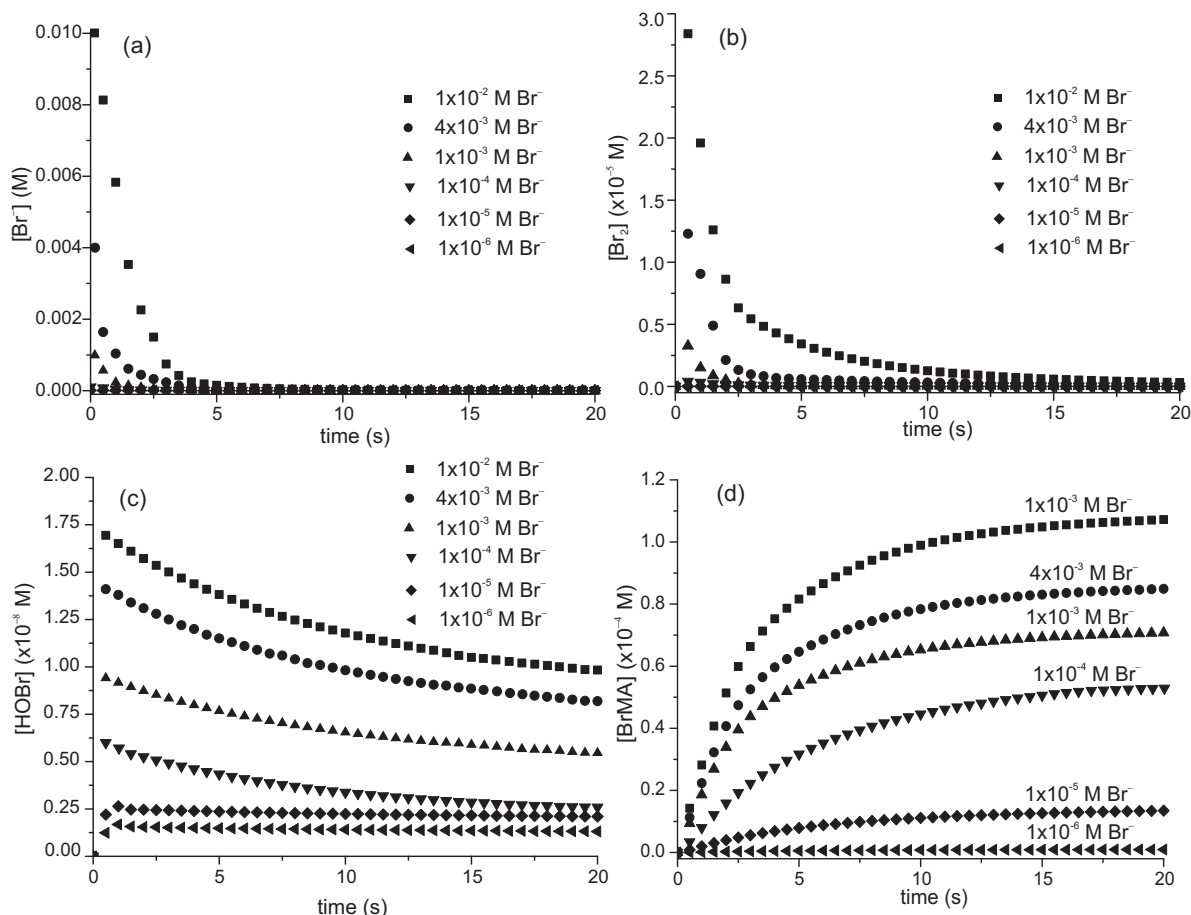 (a)
[Br⁻] (M)
0.010
0.008
0.006
0.004
0.002
0.000
1x10⁻² M Br⁻
4x10⁻³ M Br⁻
1x10⁻³ M Br⁻
1x10⁻⁴ M Br⁻
1x10⁻⁵ M Br⁻
1x10⁻⁶ M Br⁻
0 5 10 15 20
time (s)
(b)
[Br₂] (x10⁻⁵ M)
3.0
2.5
2.0
1.5
1.0
0.5
0.0
1x10⁻² M Br⁻
4x10⁻³ M Br⁻
1x10⁻³ M Br⁻
1x10⁻⁴ M Br⁻
1x10⁻⁵ M Br⁻
1x10⁻⁶ M Br⁻
0 5 10 15 20
time (s)
(c)
[HOBr] (x10⁻⁸ M)
2.00
1.75
1.50
1.25
1.00
0.75
0.50
0.25
0.00
1x10⁻² M Br⁻
4x10⁻³ M Br⁻
1x10⁻³ M Br⁻
1x10⁻⁴ M Br⁻
1x10⁻⁵ M Br⁻
1x10⁻⁶ M Br⁻
0 5 10 15 20
time (s)
(d)
[BrMA] (x10⁻⁴ M)
1.2
1.0
0.8
0.6
0.4
0.2
0.0
1x10⁻³ M Br⁻
4x10⁻³ M Br⁻
1x10⁻³ M Br⁻
1x10⁻⁴ M Br⁻
1x10⁻⁵ M Br⁻
1x10⁻⁶ M Br⁻
0 5 10 15 20
time (s)